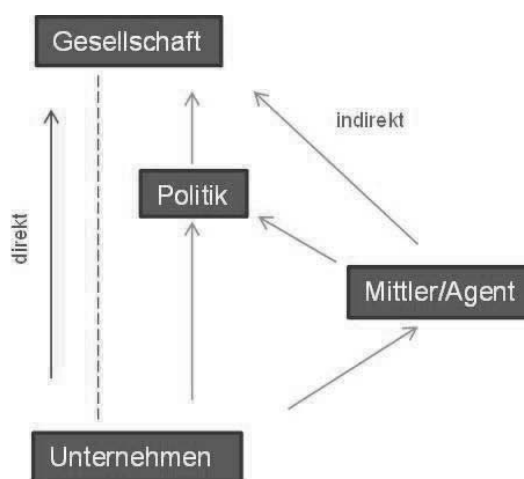 Gesellschaft
indirekt
Politik
direkt
Mittler/Agent
Unternehmen